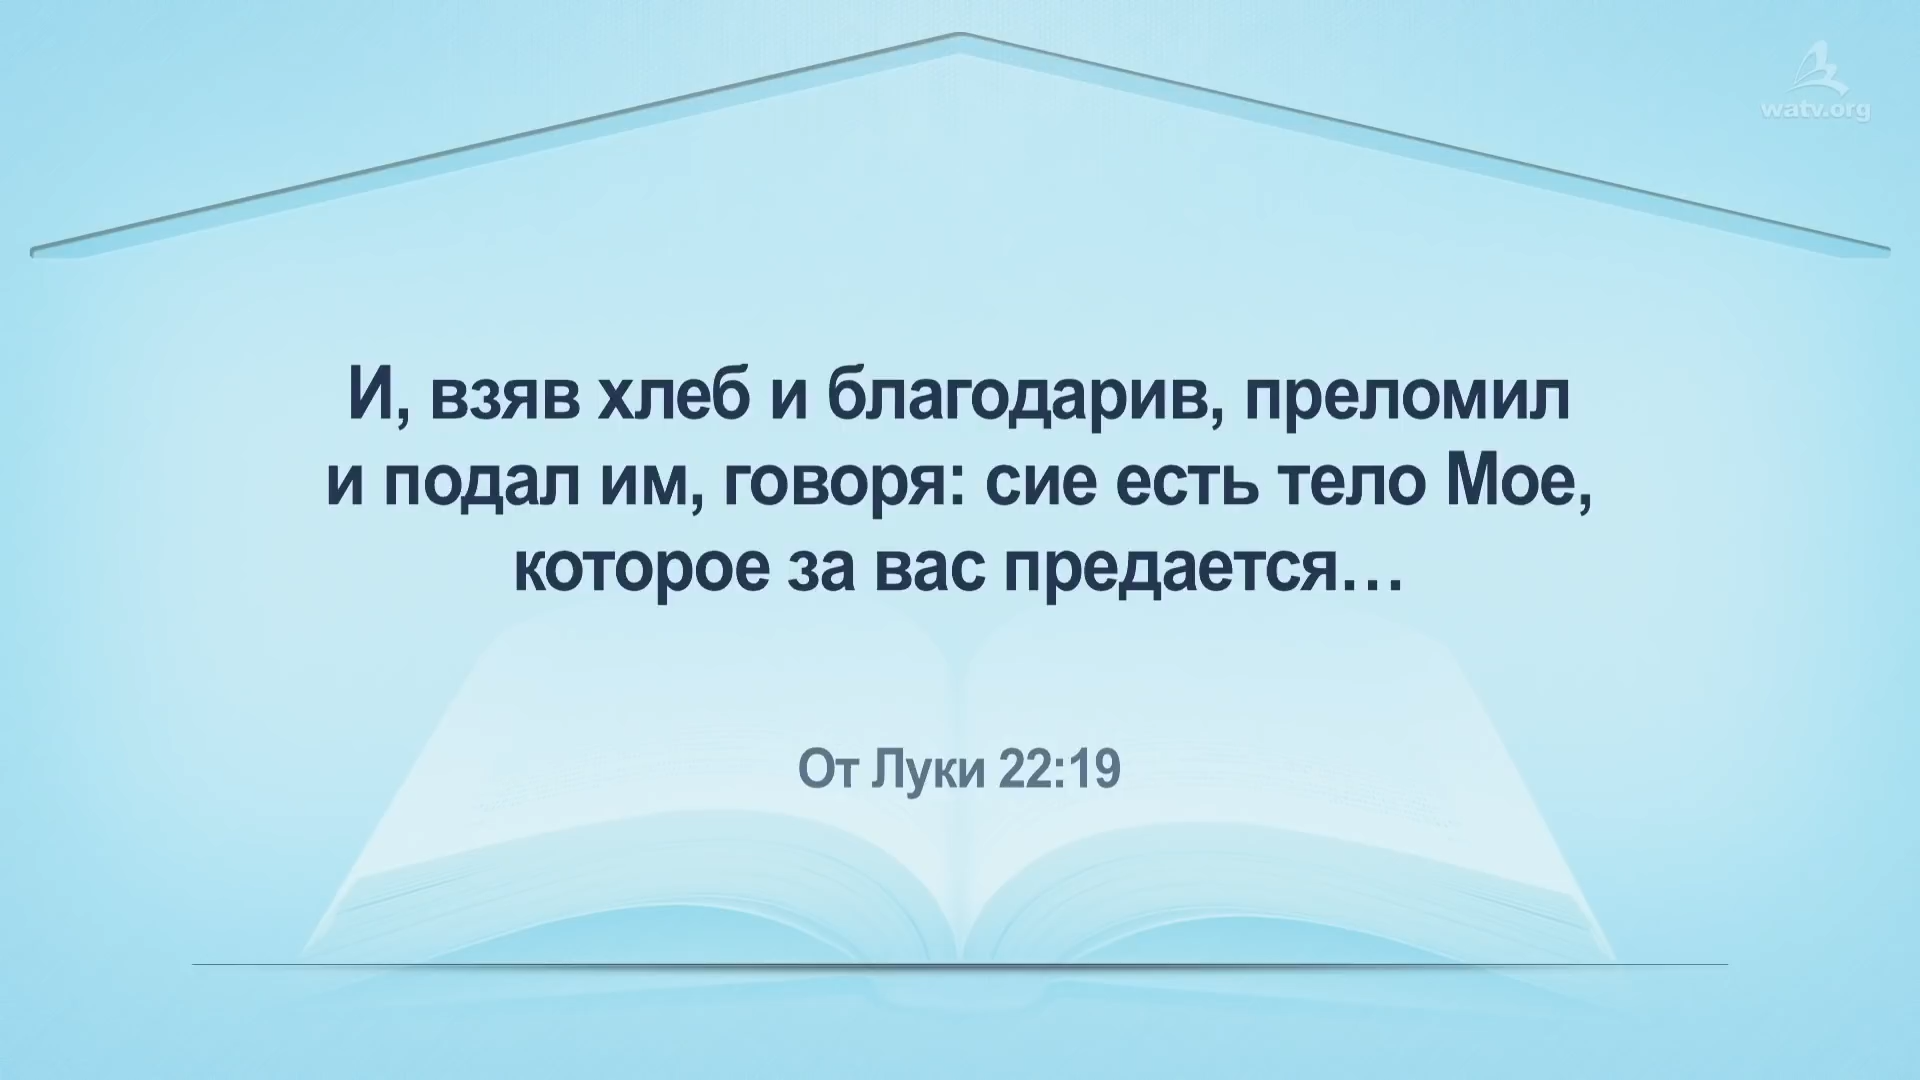 watv.org
И, взяв хлеб и благодарив, преломил
и подал им, говоря: сие есть тело Мое,
которое за вас предается...
От Луки 22:19